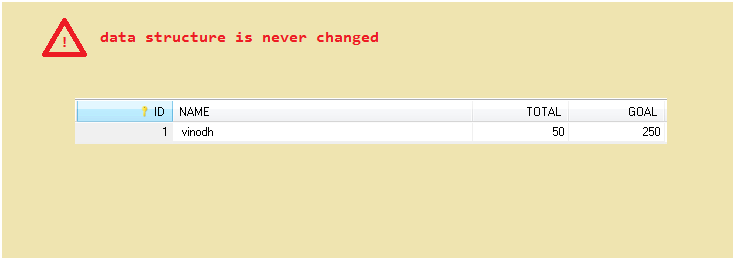 ! data structure is never changed
ID NAME TOTAL GOAL
1 vinodh 50 250